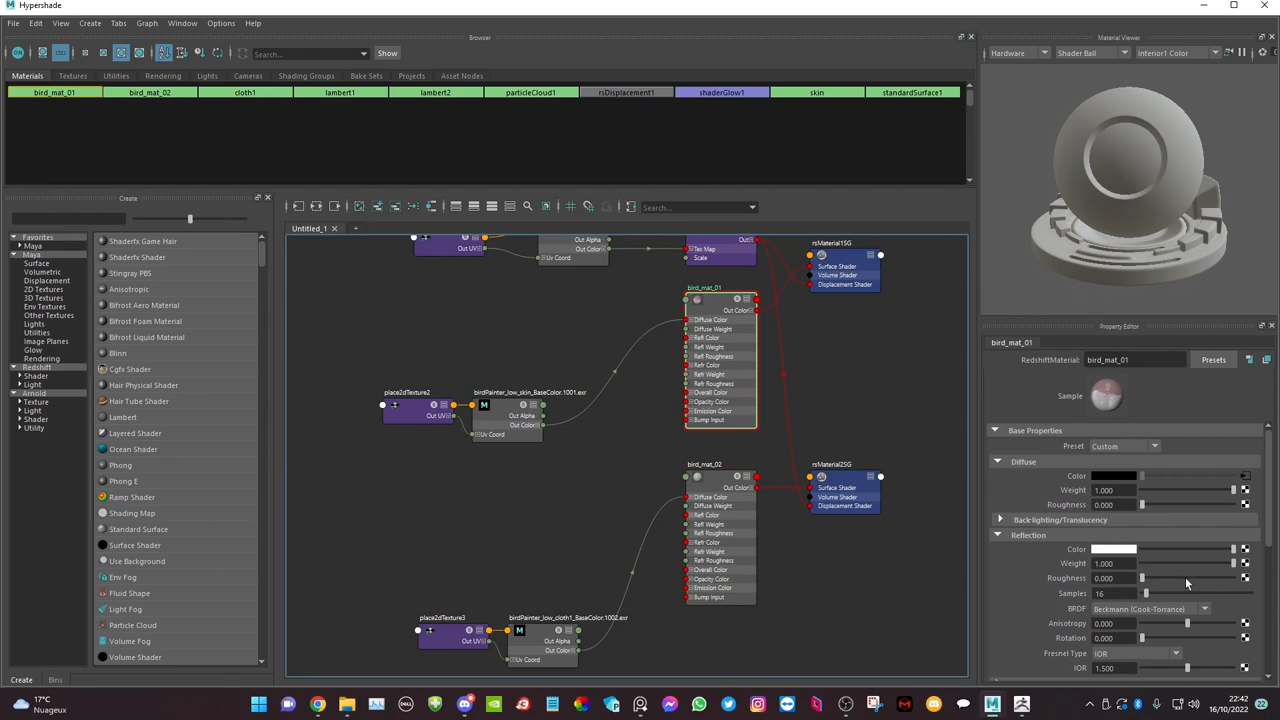 Hypershade
File Edit View Create Tabs Graph Window Options Help
Browser
Material Viewer
ON
Search...
Show
Hardware
Shader Ball
Interior1 Color
Materials Textures Utilities Rendering Lights Cameras Shading Groups Bake Sets Projects Asset Nodes
bird_mat_01 bird_mat_02 cloth1 lambert1 lambert2 particleCloud1 rsDisplacement1 shaderGlow1 skin standardSurface1
Create
Search...
Untitled_1
+
Favorites
Maya
Maya
Surface
Volumetric
Displacement
2D Textures
3D Textures
Env Textures
Other Textures
Lights
Utilities
Image Planes
Glow
Rendering
Redshift
Shader
Light
Arnold
Texture
Light
Shader
Utility
Shaderfx Game Hair
Shaderfx Shader
Stingray PBS
Anisotropic
Bifrost Aero Material
Bifrost Foam Material
Bifrost Liquid Material
Blinn
Cgfx Shader
Hair Physical Shader
Hair Tube Shader
Lambert
Layered Shader
Ocean Shader
Phong
Phong E
Ramp Shader
Shading Map
Standard Surface
Surface Shader
Use Background
Env Fog
Fluid Shape
Light Fog
Particle Cloud
Volume Fog
Volume Shader
Create Bins
Out UV
Out Alpha
Out Color
Uv Coord
Out
Tex Map
Scale
rsMaterial1SG
Surface Shader
Volume Shader
Displacement Shader
bird_mat_01
Out Color
Diffuse Color
Diffuse Weight
Refl Color
Refl Weight
Refl Roughness
Refr Color
Refr Weight
Refr Roughness
Overall Color
Opacity Color
Emission Color
Bump Input
place2dTexture2
Out UV
birdPainter_low_skin_BaseColor.1001.exr
Out Alpha
Out Color
Uv Coord
bird_mat_02
Out Color
Diffuse Color
Diffuse Weight
Refl Color
Refl Weight
Refl Roughness
Refr Color
Refr Weight
Refr Roughness
Overall Color
Opacity Color
Emission Color
Bump Input
rsMaterial2SG
Surface Shader
Volume Shader
Displacement Shader
place2dTexture3
Out UV
birdPainter_low_cloth1_BaseColor.1002.exr
Out Alpha
Out Color
Uv Coord
Property Editor
bird_mat_01
RedshiftMaterial: bird_mat_01 Presets
Sample
Base Properties
Preset Custom
Diffuse
Color
Weight 1.000
Roughness 0.000
Back-lighting/Translucency
Reflection
Color
Weight 1.000
Roughness 0.000
Samples 16
BRDF Beckmann (Cook-Torrance)
Anisotropy 0.000
Rotation 0.000
Fresnel Type IOR
IOR 1.500
17°C
Nuageux
22:42
16/10/2022